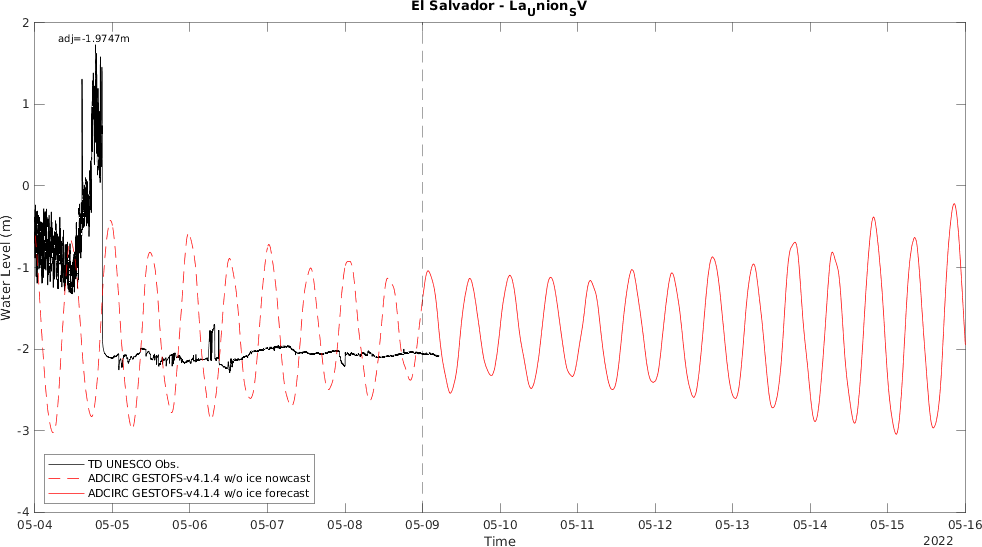 El Salvador - LaUnionSV
adj=-1.9747m
2
1
0
-1
-2
-3
-4
Water Level (m)
TD UNESCO Obs.
ADCIRC GESTOFS-v4.1.4 w/o ice nowcast
ADCIRC GESTOFS-v4.1.4 w/o ice forecast
05-04 05-05 05-06 05-07 05-08 05-09 05-10 05-11 05-12 05-13 05-14 05-15 05-16
Time
2022